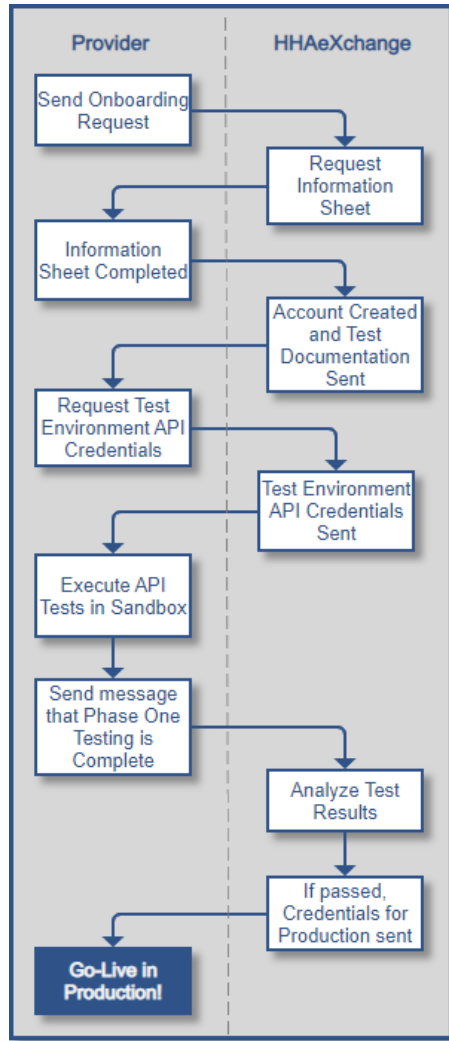 Provider
HHAeXchange
Send Onboarding
Request
Request
Information
Sheet
Information
Sheet Completed
Account Created
and Test
Documentation
Sent
Request Test
Environment API
Credentials
Test Environment
API Credentials
Sent
Execute API
Tests in Sandbox
Send message
that Phase One
Testing is
Complete
Analyze Test
Results
If passed,
Credentials for
Production sent
Go-Live in
Production!